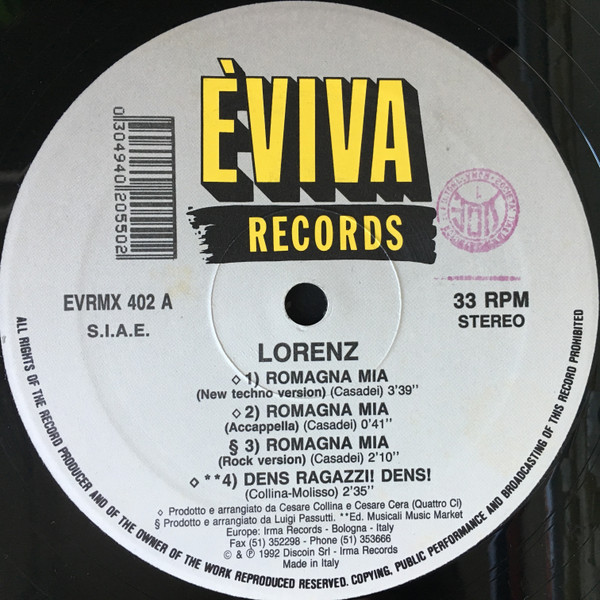 ÈVIVA
RECORDS
0304940205502
EVRMX 402 A
S.I.A.E.
33 RPM
STEREO
LORENZ
◊ 1) ROMAGNA MIA
(New techno version) (Casadei) 3'39''
◊ 2) ROMAGNA MIA
(Accappella) (Casadei) 0'41''
§ 3) ROMAGNA MIA
(Rock version) (Casadei) 2'10''
◊ **4) DENS RAGAZZI! DENS!
(Collina-Molisso) 2'35''
◊ Prodotto e arrangiato da Cesare Collina e Cesare Cera (Quattro Ci)
§ Prodotto e arrangiato da Luigi Passutti. **Ed. Musicali Music Market
Europe: Irma Records - Bologna - Italy
Fax (51) 352298 - Phone (51) 353666
© & ℗ 1992 Discoin Srl - Irma Records
Made in Italy
ALL RIGHTS OF THE RECORD PRODUCER AND OF THE OWNER OF THE WORK REPRODUCED RESERVED. COPYING, PUBLIC PERFORMANCE AND BROADCASTING OF THIS RECORD PROHIBITED